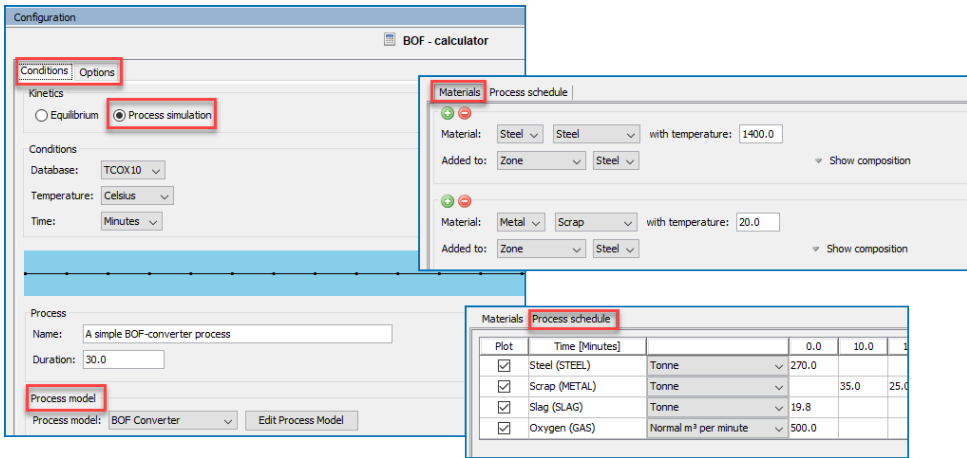 Configuration
BOF - calculator
Conditions Options
Kinetics
Equilibrium Process simulation
Conditions
Database: TCOX10
Temperature: Celsius
Time: Minutes
Process
Name: A simple BOF-converter process
Duration: 30.0
Process model
Process model: BOF Converter Edit Process Model
Materials Process schedule
Material: Steel Steel with temperature: 1400.0
Added to: Zone Steel Show composition
Material: Metal Scrap with temperature: 20.0
Added to: Zone Steel Show composition
Materials Process schedule
Plot Time [Minutes] 0.0 10.0 1
Steel (STEEL) Tonne 270.0
Scrap (METAL) Tonne 35.0 25.0
Slag (SLAG) Tonne 19.8
Oxygen (GAS) Normal m³ per minute 500.0